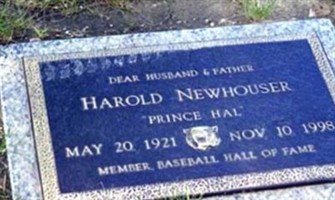 DEAR HUSBAND & FATHER
HAROLD NEWHOUSER
"PRINCE HAL"
MAY 20, 1921 NOV 10, 1998
MEMBER, BASEBALL HALL OF FAME